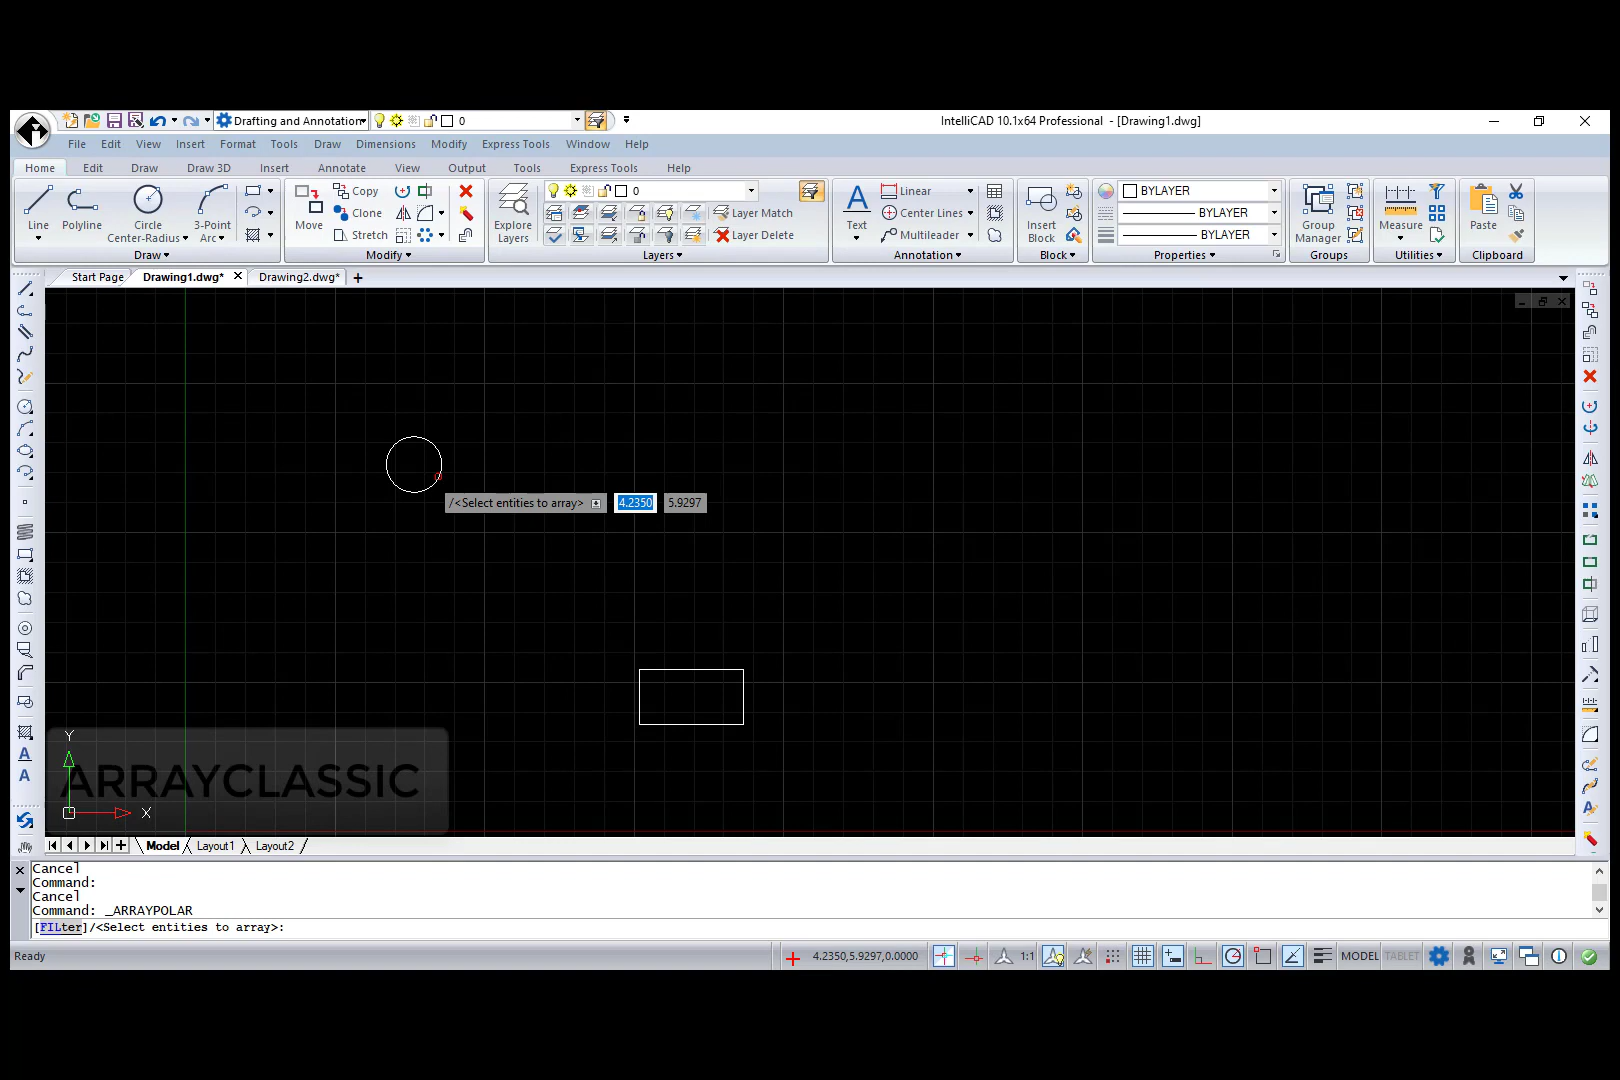 Drafting and Annotation
0
IntelliCAD 10.1x64 Professional - [Drawing1.dwg]
File Edit View Insert Format Tools Draw Dimensions Modify Express Tools Window Help
Home Edit Draw Draw 3D Insert Annotate View Output Tools Express Tools Help
Line
Polyline
Circle
Center-Radius
3-Point
Arc
Draw
Move
Copy
Clone
Stretch
Modify
Explore
Layers
0
Layer Match
Layer Delete
Layers
Text
Linear
Center Lines
Multileader
Annotation
Insert
Block
Block
BYLAYER
BYLAYER
BYLAYER
Properties
Group
Manager
Groups
Measure
Utilities
Paste
Clipboard
Start Page Drawing1.dwg* Drawing2.dwg*
/<Select entities to array> 4.2350 5.9297
Y
ARRAYCLASSIC
X
Model Layout1 Layout2
Cancel
Command:
Cancel
Command: _ARRAYPOLAR
[FILter]/<Select entities to array>:
Ready 4.2350,5.9297,0.0000 1:1 MODEL TABLET